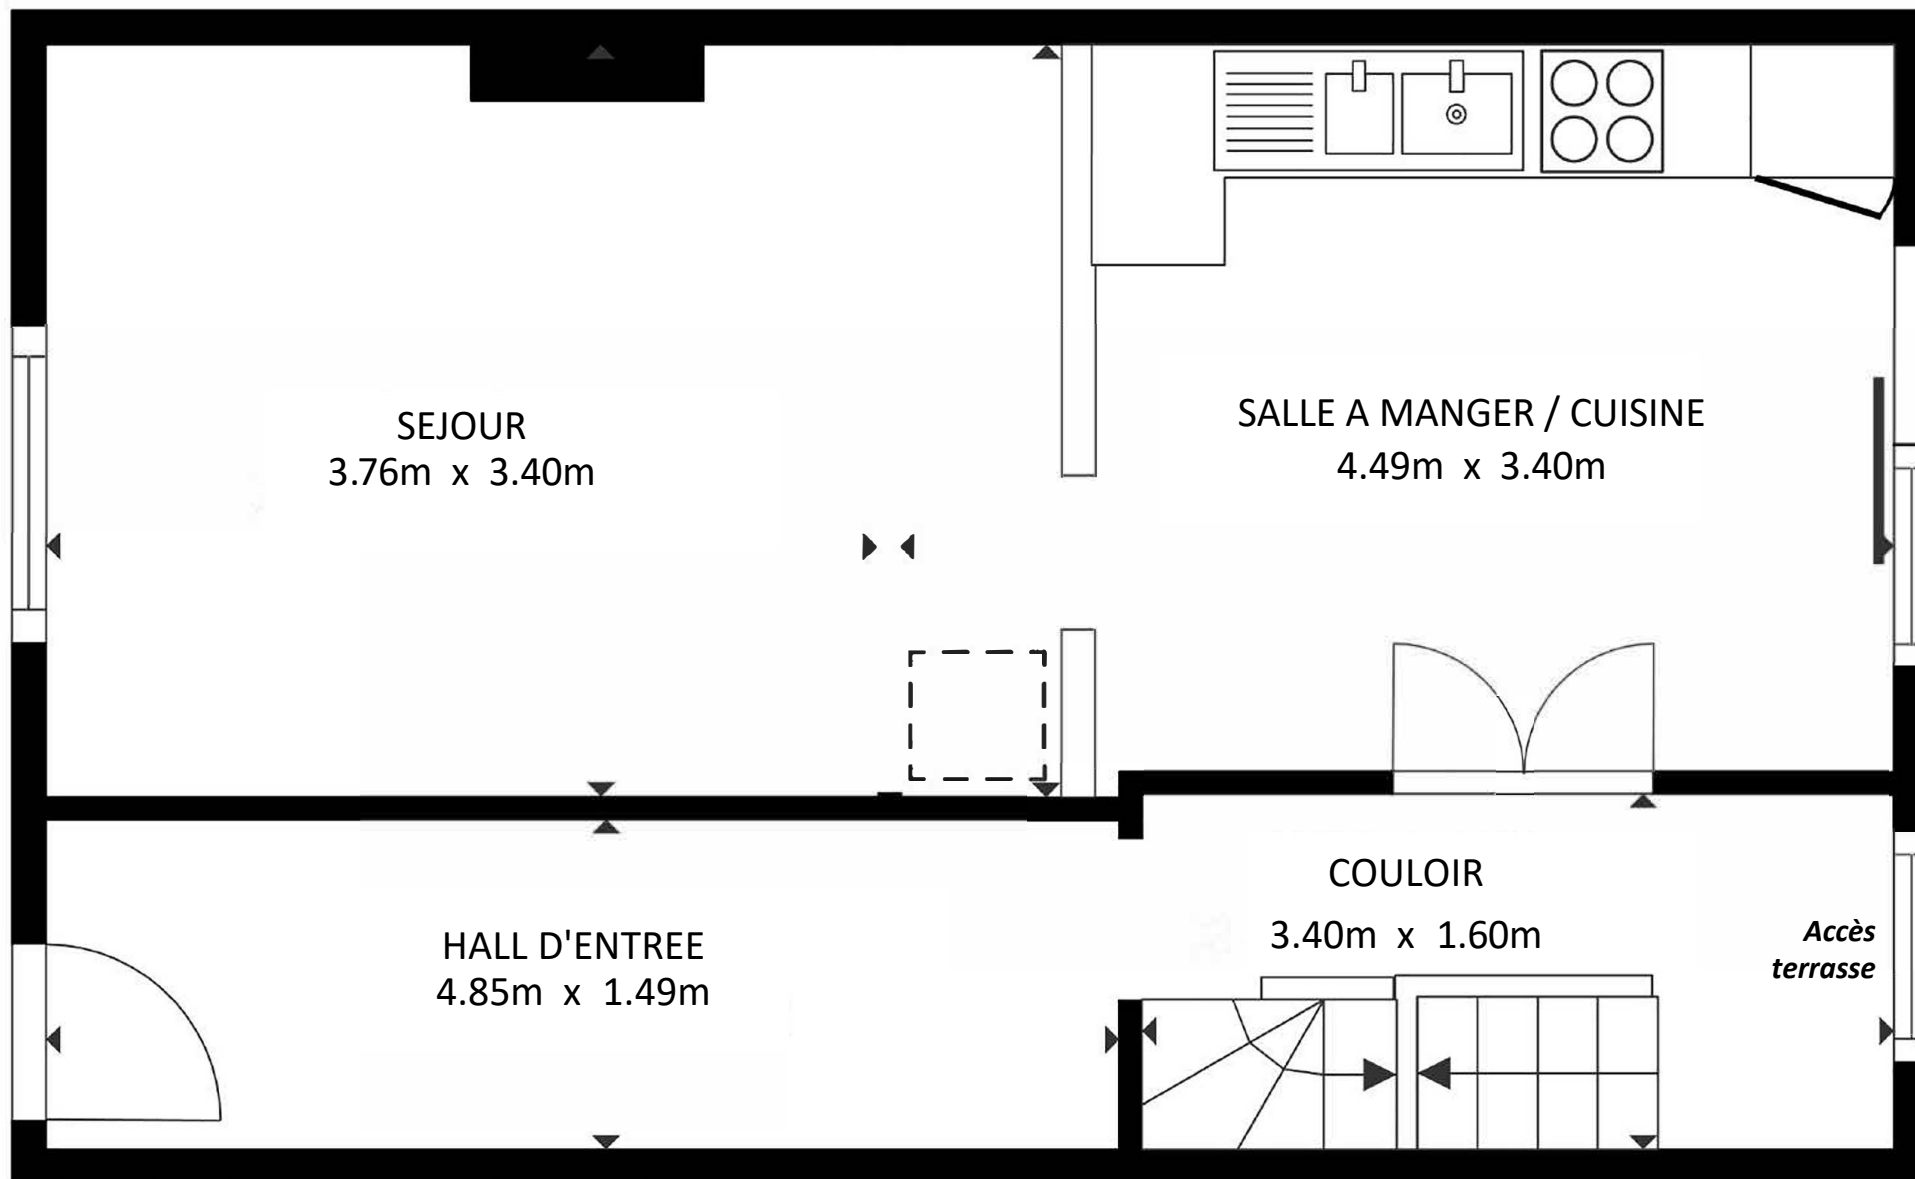 SEJOUR
3.76m x 3.40m
SALLE A MANGER / CUISINE
4.49m x 3.40m
HALL D'ENTREE
4.85m x 1.49m
COULOIR
3.40m x 1.60m
Accès
terrasse